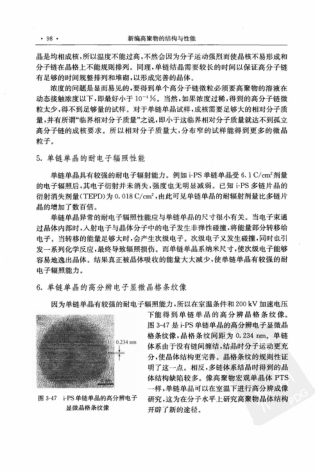 · 98 · 新编高聚物的结构与性能
晶是均相成核,所以温度不能过高,不然会因为分子运动强烈而使晶核不易形成和
分子链在晶格上不能规则排列。同理,单链结晶需要较长的时间以保证高分子链
有足够的时间规整排列和堆砌,以形成完善的晶体。
浓度的问题是显而易见的,要得到单个高分子链微粒必须要高聚物的溶液在
动态接触浓度以下,即最好小于10⁻⁴%。当然,如果浓度过稀,得到的高分子链微
粒太少,得不到足够量的试样。对于单链单晶试样,成核需要足够大的相对分子质
量,并有所谓“临界相对分子质量”之说,即小于这临界相对分子质量就达不到孤立
高分子链的成核要求。所以相对分子质量大、分布窄的试样能得到更多的微晶
粒子。
5. 单链单晶的耐电子辐照性能
单链单晶具有较强的耐电子辐射能力。例如 i-PS 单链单晶受 6.1 C/cm²剂量
的电子辐照后,其电子衍射并未消失,强度也无明显减弱。已知 i-PS 多链片晶的
衍射消失剂量(TEPD)为 0.018 C/cm²,由此可见单链单晶的耐辐射剂量比多链片
晶的增加了数百倍。
单链单晶异常的耐电子辐照性能应与单链单晶的尺寸很小有关。当电子束通
过晶体内部时,入射电子与晶体分子中的电子发生非弹性碰撞,将能量部分转移给
电子。当转移的能量足够大时,会产生次级电子。次级电子又发生碰撞,同时也引
发一系列化学反应,最终导致辐照损伤。而单链单晶系纳米尺寸,使次级电子能够
容易地逸出晶体。结果真正被晶体吸收的能量大大减少,使单链单晶有较强的耐
电子辐照能力。
6. 单链单晶的高分辨电子显微晶格条纹像
因为单链单晶有较强的耐电子辐照能力,所以在室温条件和 200 kV 加速电压
下能得到单链单晶的高分辨晶格条纹像。
图 3-47 是 i-PS 单链单晶的高分辨电子显微晶
格条纹像,晶格条纹间距为 0.234 nm。单链
体系由于没有链间缠结,结晶时分子运动更充
分,使晶体结构更完善。晶格条纹的规则性证
明了这一点。相反,多链体系结晶时得到的晶
体结构缺陷较多。像高聚物宏观单晶体 PTS
一样,单链单晶可以在室温下进行高分辨成像
研究,这为在分子水平上研究高聚物晶体结构
开辟了新的途径。
0.234 nm
图 3-47 i-PS 单链单晶的高分辨电子
显微晶格条纹像